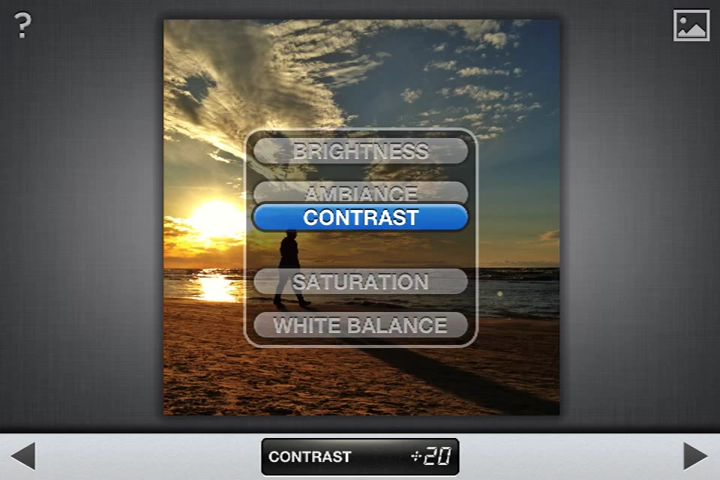 ?
BRIGHTNESS
AMBIANCE
CONTRAST
SATURATION
WHITE BALANCE
CONTRAST +20